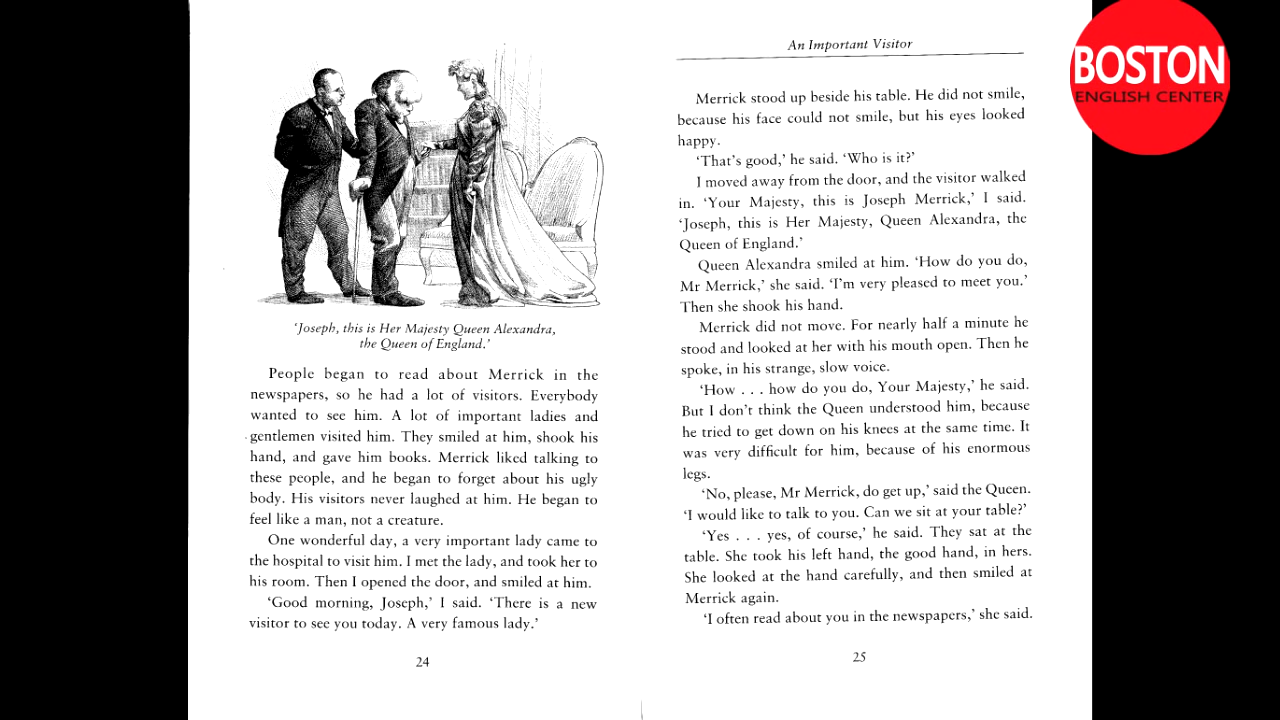 ‘Joseph, this is Her Majesty Queen Alexandra,
the Queen of England.’
People began to read about Merrick in the
newspapers, so he had a lot of visitors. Everybody
wanted to see him. A lot of important ladies and
gentlemen visited him. They smiled at him, shook his
hand, and gave him books. Merrick liked talking to
these people, and he began to forget about his ugly
body. His visitors never laughed at him. He began to
feel like a man, not a creature.
One wonderful day, a very important lady came to
the hospital to visit him. I met the lady, and took her to
his room. Then I opened the door, and smiled at him.
‘Good morning, Joseph,’ I said. ‘There is a new
visitor to see you today. A very famous lady.’
24
An Important Visitor
Merrick stood up beside his table. He did not smile,
because his face could not smile, but his eyes looked
happy.
‘That’s good,’ he said. ‘Who is it?’
I moved away from the door, and the visitor walked
in. ‘Your Majesty, this is Joseph Merrick,’ I said.
‘Joseph, this is Her Majesty, Queen Alexandra, the
Queen of England.’
Queen Alexandra smiled at him. ‘How do you do,
Mr Merrick,’ she said. ‘I’m very pleased to meet you.’
Then she shook his hand.
Merrick did not move. For nearly half a minute he
stood and looked at her with his mouth open. Then he
spoke, in his strange, slow voice.
‘How . . . how do you do, Your Majesty,’ he said.
But I don’t think the Queen understood him, because
he tried to get down on his knees at the same time. It
was very difficult for him, because of his enormous
legs.
‘No, please, Mr Merrick, do get up,’ said the Queen.
‘I would like to talk to you. Can we sit at your table?’
‘Yes . . . yes, of course,’ he said. They sat at the
table. She took his left hand, the good hand, in hers.
She looked at the hand carefully, and then smiled at
Merrick again.
‘I often read about you in the newspapers,’ she said.
25
BOSTON
ENGLISH CENTER